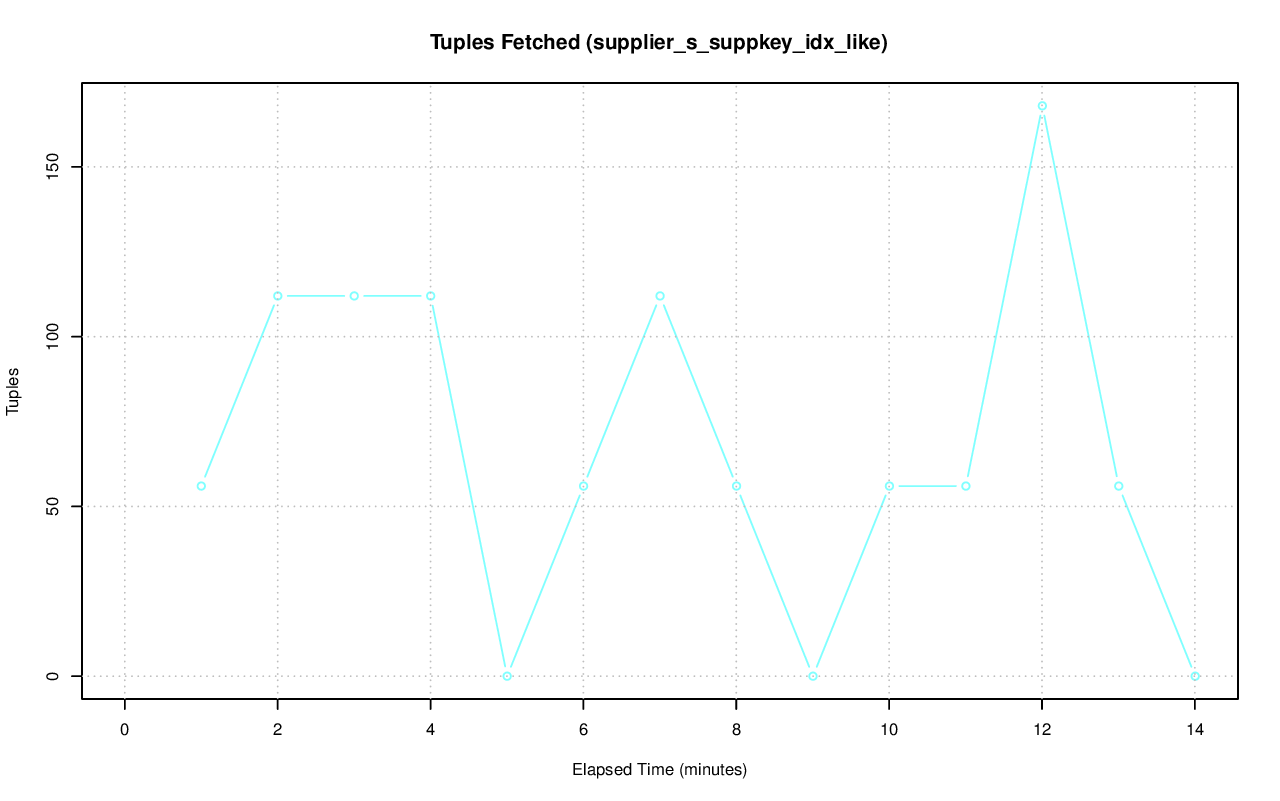 Tuples Fetched (supplier_s_suppkey_idx_like)
150
100
50
0
Tuples
0 2 4 6 8 10 12 14
Elapsed Time (minutes)